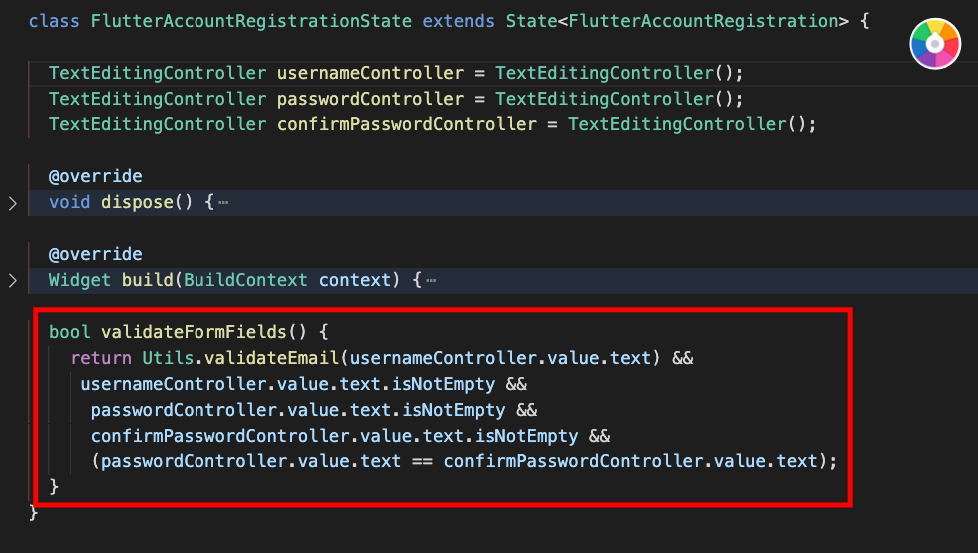 class FlutterAccountRegistrationState extends State<FlutterAccountRegistration> {
TextEditingController usernameController = TextEditingController();
TextEditingController passwordController = TextEditingController();
TextEditingController confirmPasswordController = TextEditingController();
@override
void dispose() {⋯
@override
Widget build(BuildContext context) {⋯
bool validateFormFields() {
return Utils.validateEmail(usernameController.value.text) &&
usernameController.value.text.isNotEmpty &&
passwordController.value.text.isNotEmpty &&
confirmPasswordController.value.text.isNotEmpty &&
(passwordController.value.text == confirmPasswordController.value.text);
}
}